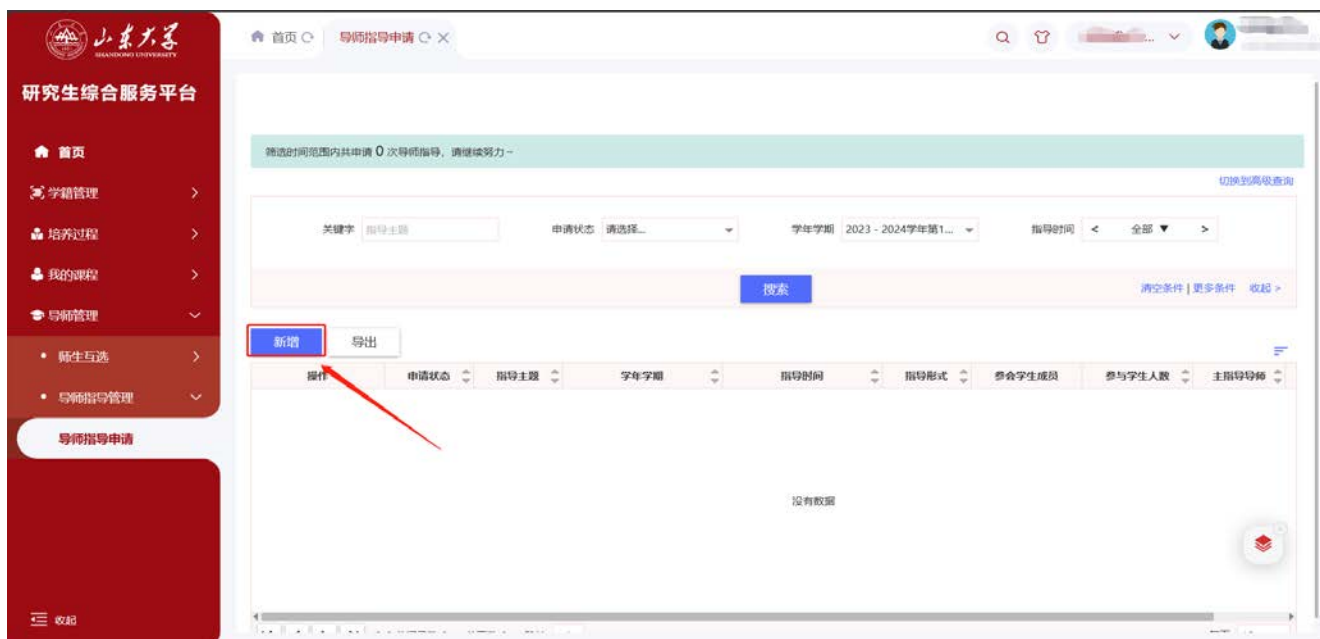 山东大学
SHANDONG UNIVERSITY
研究生综合服务平台
首页
学籍管理
培养过程
我的课程
导师管理
师生互选
导师指导管理
导师指导申请
收起
首页 导师指导申请
筛选时间范围内共申请 0 次导师指导，请继续努力~
切换到高级查询
关键字 指导主题 申请状态 请选择... 学年学期 2023 - 2024学年第1... 指导时间 < 全部 ▼ >
搜索 清空条件 | 更多条件 收起 >
新增 导出
操作 申请状态 指导主题 学年学期 指导时间 指导形式 参会学生成员 参与学生人数 主指导导师
没有数据